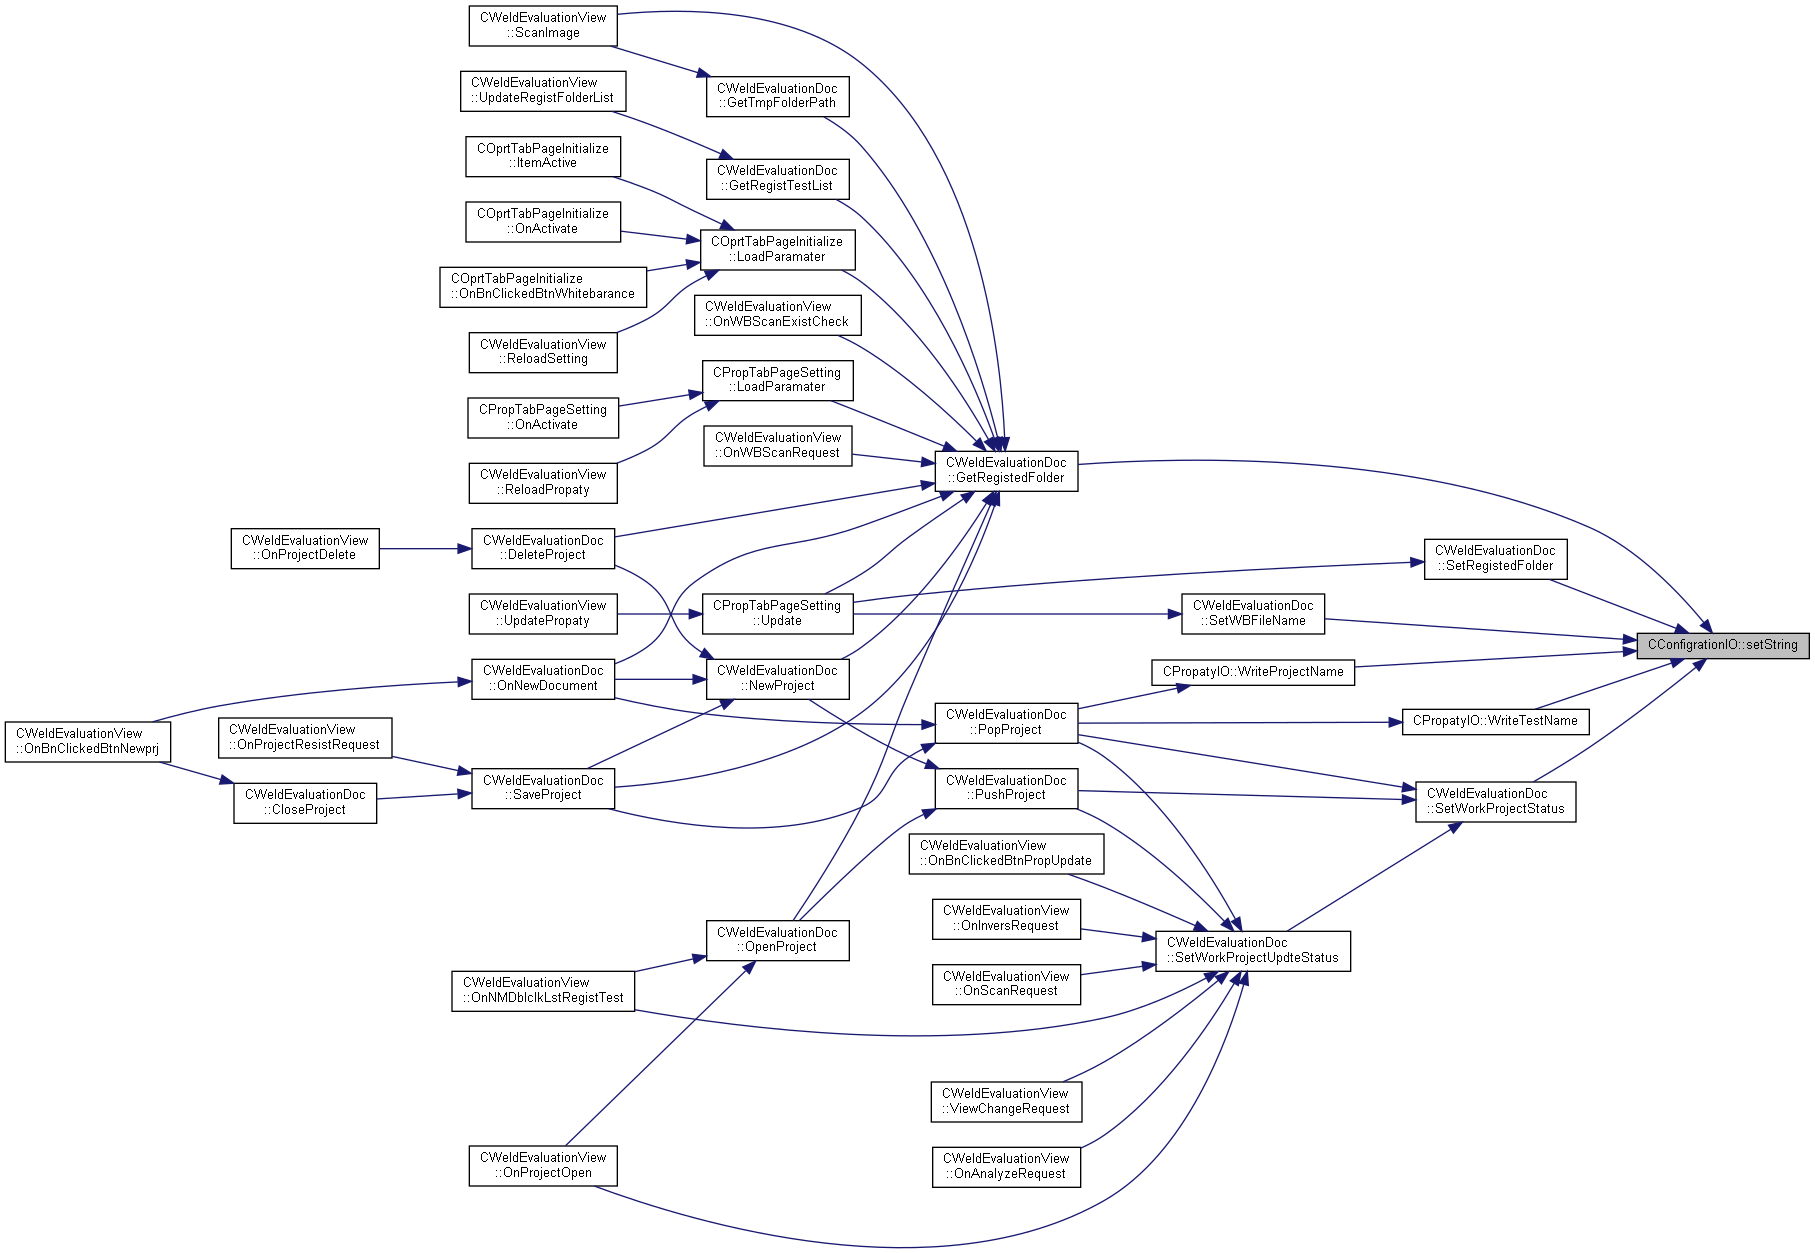 CWeldEvaluationView
::ScanImage
CWeldEvaluationView
::UpdateRegistFolderList
CWeldEvaluationDoc
::GetTmpFolderPath
COprtTabPageInitialize
::ItemActive
CWeldEvaluationDoc
::GetRegistTestList
COprtTabPageInitialize
::OnActivate
COprtTabPageInitialize
::LoadParamater
COprtTabPageInitialize
::OnBnClickedBtnWhitebarance
CWeldEvaluationView
::OnWBScanExistCheck
CWeldEvaluationView
::ReloadSetting
CPropTabPageSetting
::LoadParamater
CPropTabPageSetting
::OnActivate
CWeldEvaluationView
::OnWBScanRequest
CWeldEvaluationView
::ReloadPropaty
CWeldEvaluationDoc
::GetRegistedFolder
CWeldEvaluationView
::OnProjectDelete
CWeldEvaluationDoc
::DeleteProject
CWeldEvaluationDoc
::SetRegistedFolder
CWeldEvaluationView
::UpdatePropaty
CPropTabPageSetting
::Update
CWeldEvaluationDoc
::SetWBFileName
CConfigrationIO::setString
CWeldEvaluationDoc
::OnNewDocument
CWeldEvaluationDoc
::NewProject
CPropatyIO::WriteProjectName
CWeldEvaluationView
::OnBnClickedBtnNewprj
CWeldEvaluationView
::OnProjectResistRequest
CWeldEvaluationDoc
::PopProject
CPropatyIO::WriteTestName
CWeldEvaluationDoc
::CloseProject
CWeldEvaluationDoc
::SaveProject
CWeldEvaluationDoc
::PushProject
CWeldEvaluationDoc
::SetWorkProjectStatus
CWeldEvaluationView
::OnBnClickedBtnPropUpdate
CWeldEvaluationView
::OnInversRequest
CWeldEvaluationDoc
::OpenProject
CWeldEvaluationDoc
::SetWorkProjectUpdteStatus
CWeldEvaluationView
::OnNMDblclkLstRegistTest
CWeldEvaluationView
::OnScanRequest
CWeldEvaluationView
::ViewChangeRequest
CWeldEvaluationView
::OnProjectOpen
CWeldEvaluationView
::OnAnalyzeRequest